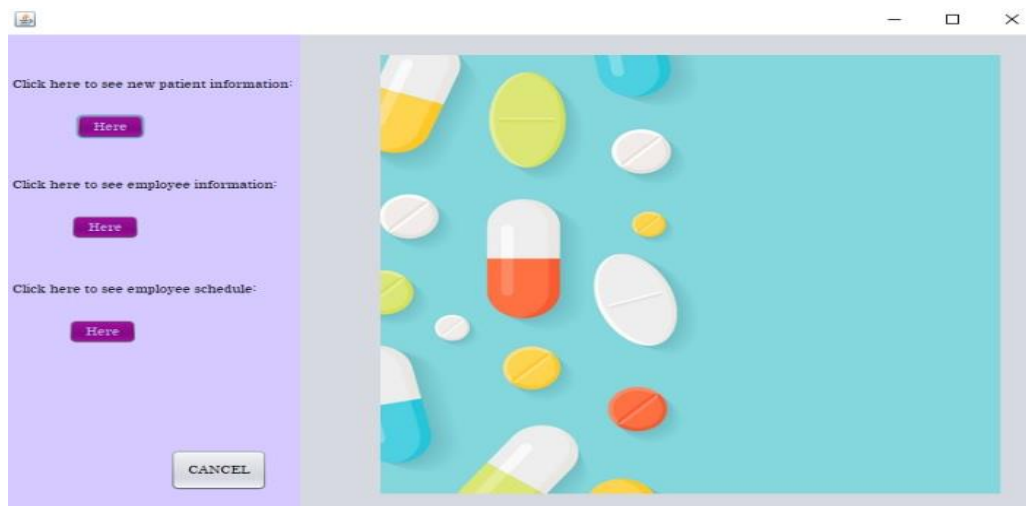 Click here to see new patient information:
Here
Click here to see employee information:
Here
Click here to see employee schedule:
Here
CANCEL